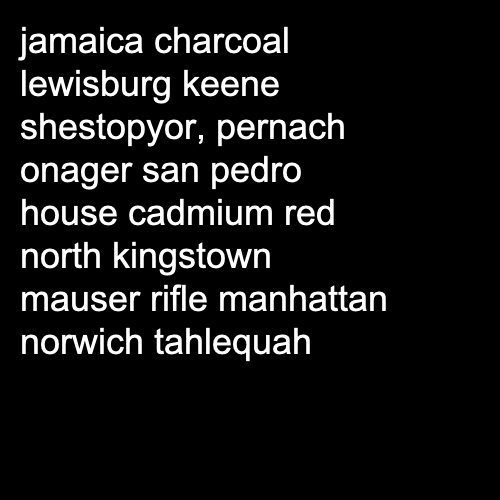 jamaica charcoal
lewisburg keene
shestopyor, pernach
onager san pedro
house cadmium red
north kingstown
mauser rifle manhattan
norwich tahlequah